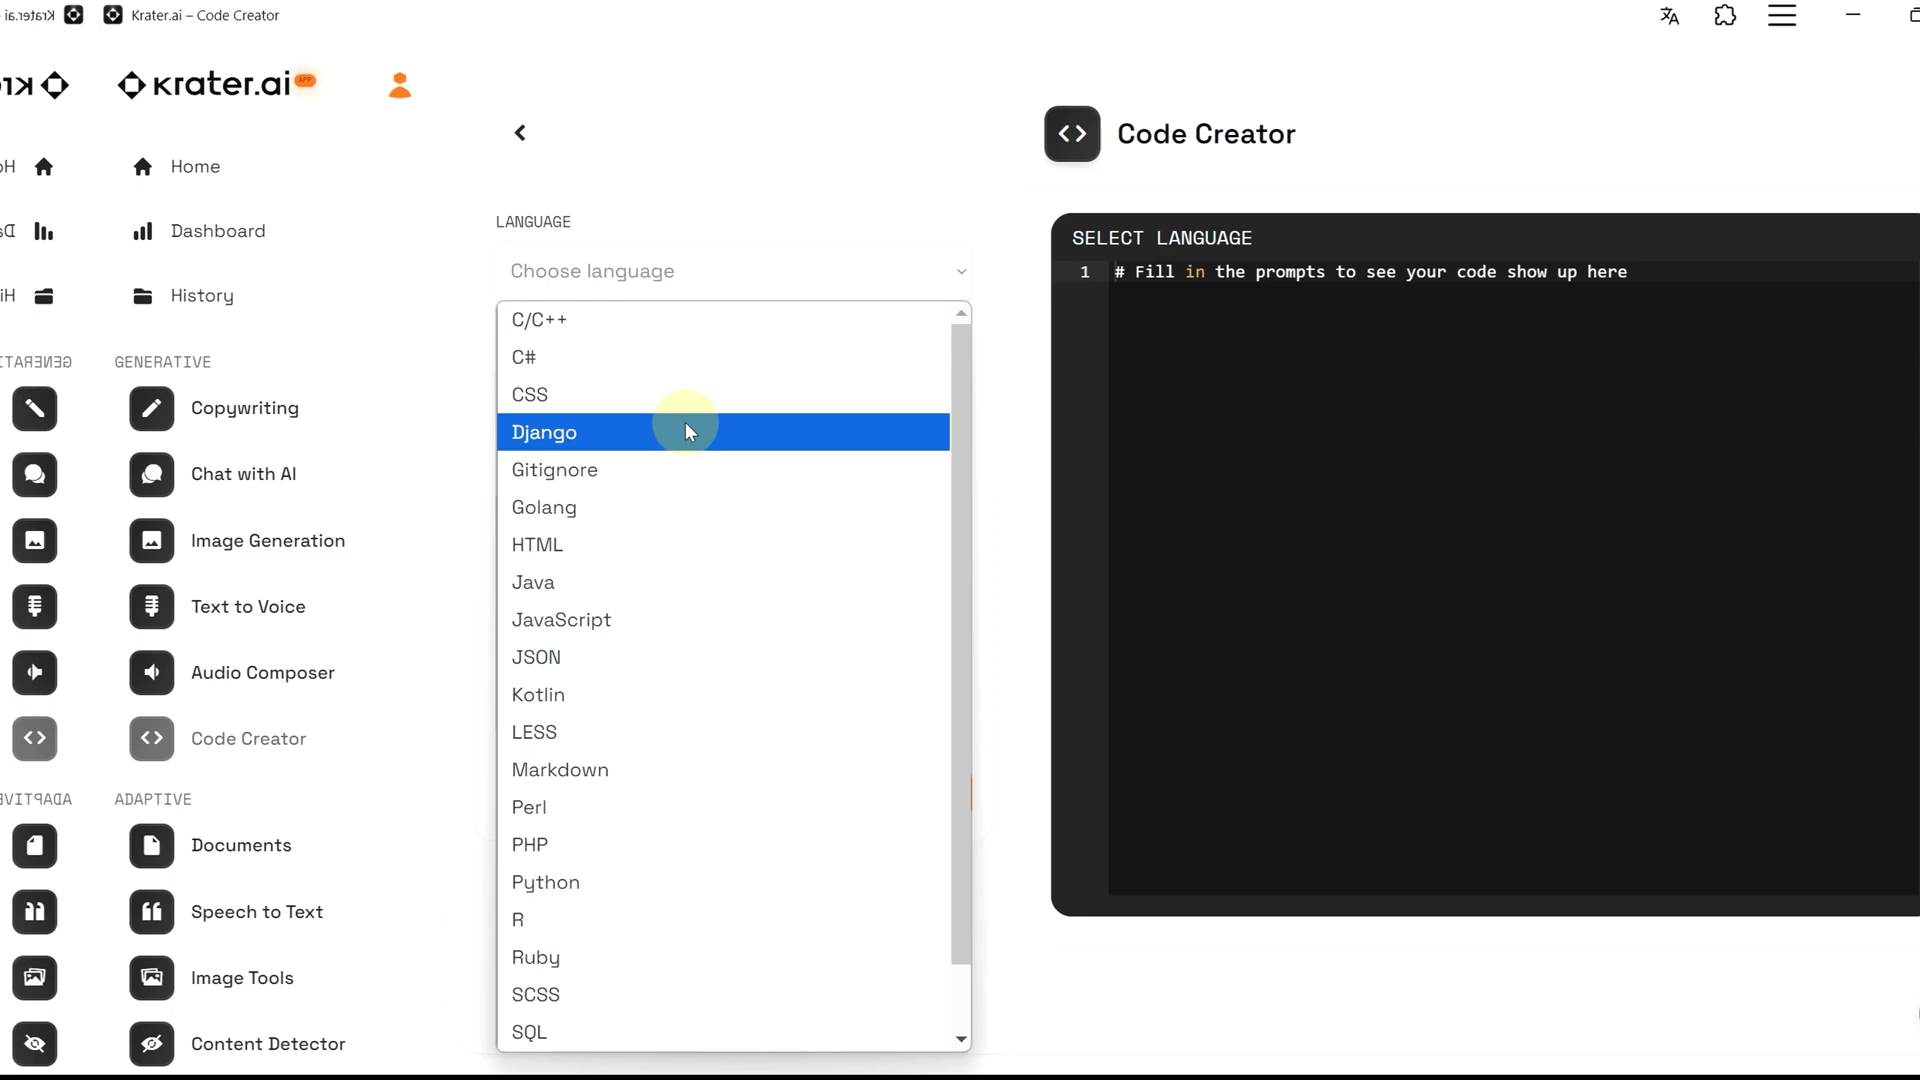 Krater.ai – Code Creator
krater.ai APP
Home
Dashboard
History
GENERATIVE
Copywriting
Chat with AI
Image Generation
Text to Voice
Audio Composer
Code Creator
ADAPTIVE
Documents
Speech to Text
Image Tools
Content Detector
LANGUAGE
Choose language
C/C++
C#
CSS
Django
Gitignore
Golang
HTML
Java
JavaScript
JSON
Kotlin
LESS
Markdown
Perl
PHP
Python
R
Ruby
SCSS
SQL
Code Creator
SELECT LANGUAGE
1 # Fill in the prompts to see your code show up here